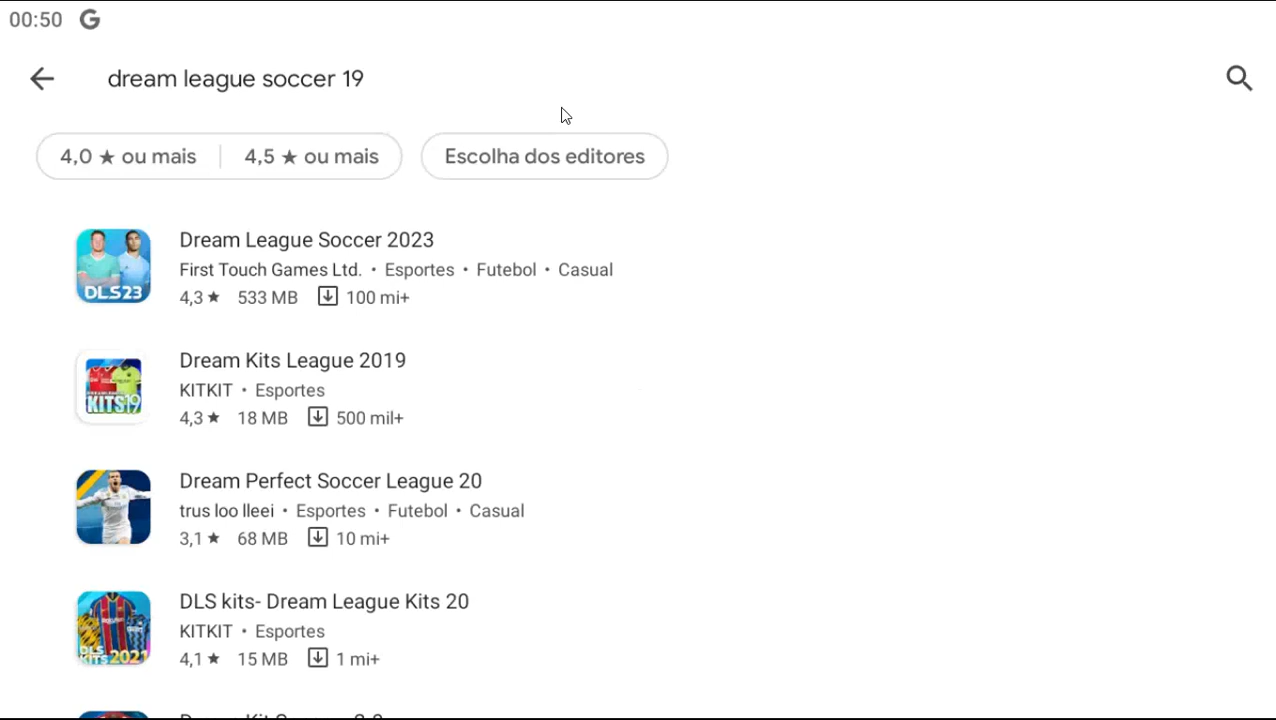 00:50 G
dream league soccer 19
4,0 ★ ou mais 4,5 ★ ou mais Escolha dos editores
Dream League Soccer 2023
First Touch Games Ltd. • Esportes • Futebol • Casual
DLS23
4,3 ★ 533 MB 100 mi+
Dream Kits League 2019
KITKIT • Esportes
KITS19
4,3 ★ 18 MB 500 mil+
Dream Perfect Soccer League 20
trus loo lleei • Esportes • Futebol • Casual
3,1 ★ 68 MB 10 mi+
DLS kits- Dream League Kits 20
KITKIT • Esportes
DLS
KITS 2021
4,1 ★ 15 MB 1 mi+